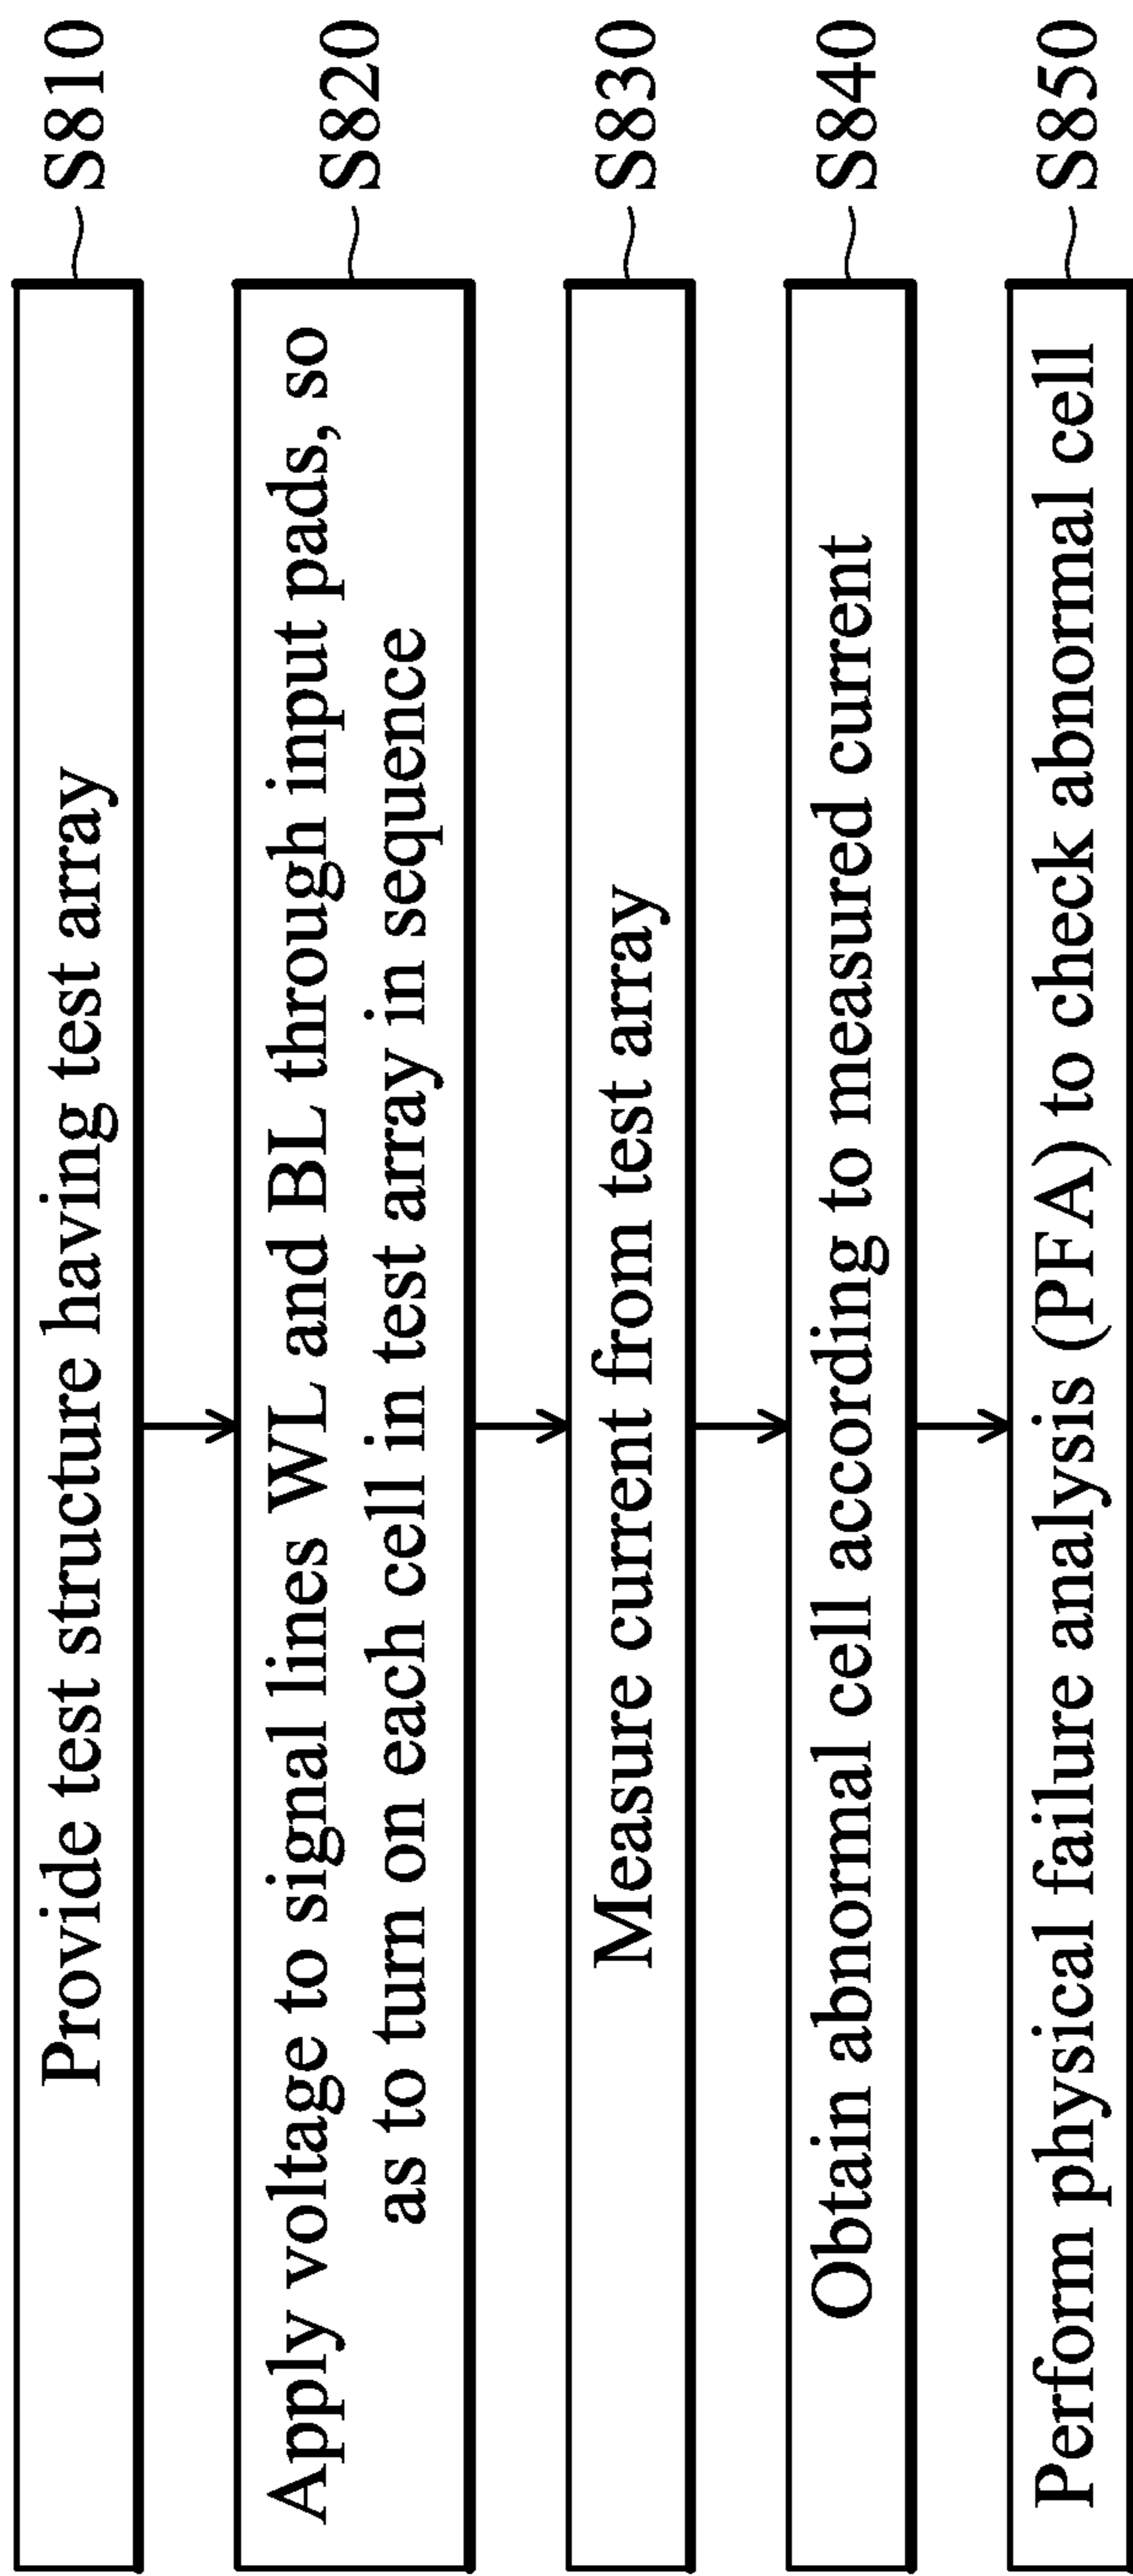 Provide test structure having test array
S810
Apply voltage to signal lines WL and BL through input pads, so
as to turn on each cell in test array in sequence
S820
Measure current from test array
S830
Obtain abnormal cell according to measured current
S840
Perform physical failure analysis (PFA) to check abnormal cell
S850